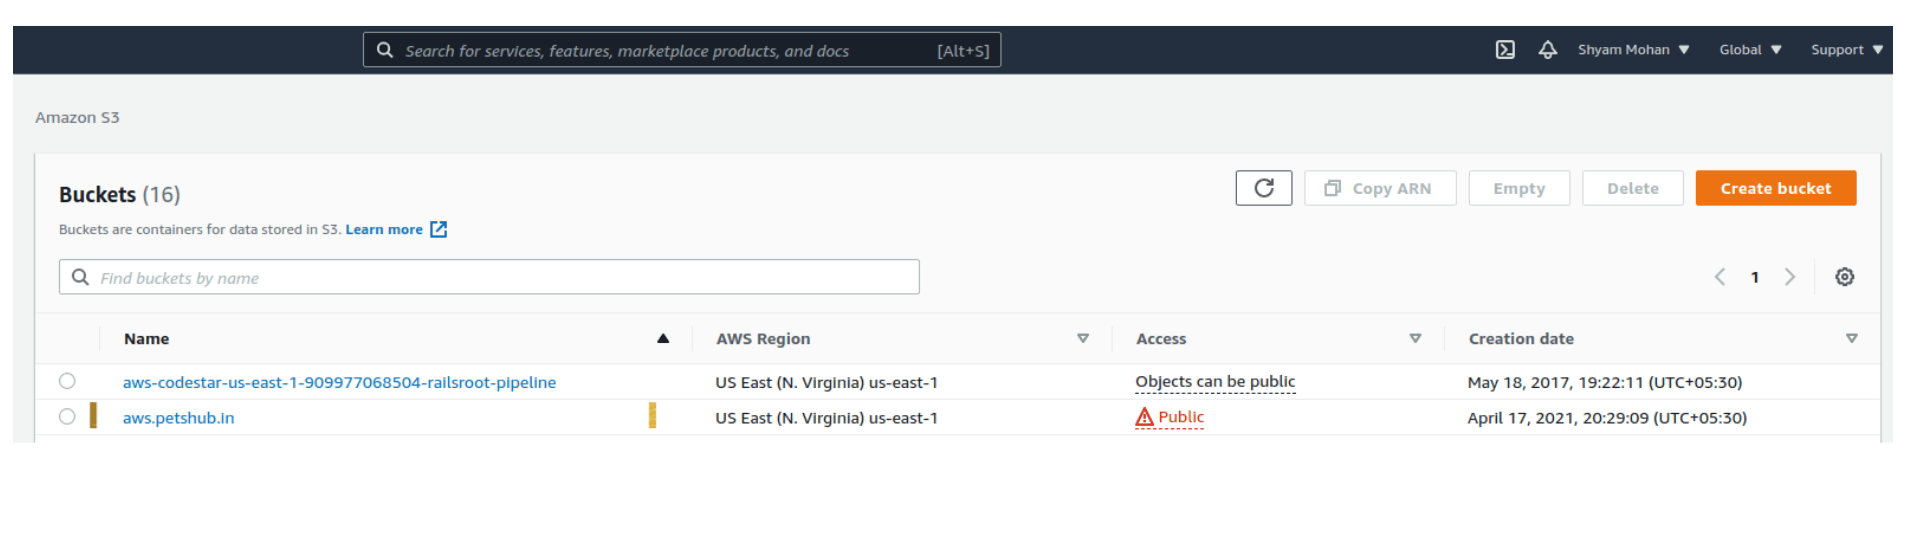 Search for services, features, marketplace products, and docs [Alt+S] Shyam Mohan Global Support
Amazon S3
Buckets (16) Copy ARN Empty Delete Create bucket
Buckets are containers for data stored in S3. Learn more
Find buckets by name 1
Name AWS Region Access Creation date
aws-codestar-us-east-1-909977068504-railsroot-pipeline US East (N. Virginia) us-east-1 Objects can be public May 18, 2017, 19:22:11 (UTC+05:30)
aws.petshub.in US East (N. Virginia) us-east-1 Public April 17, 2021, 20:29:09 (UTC+05:30)